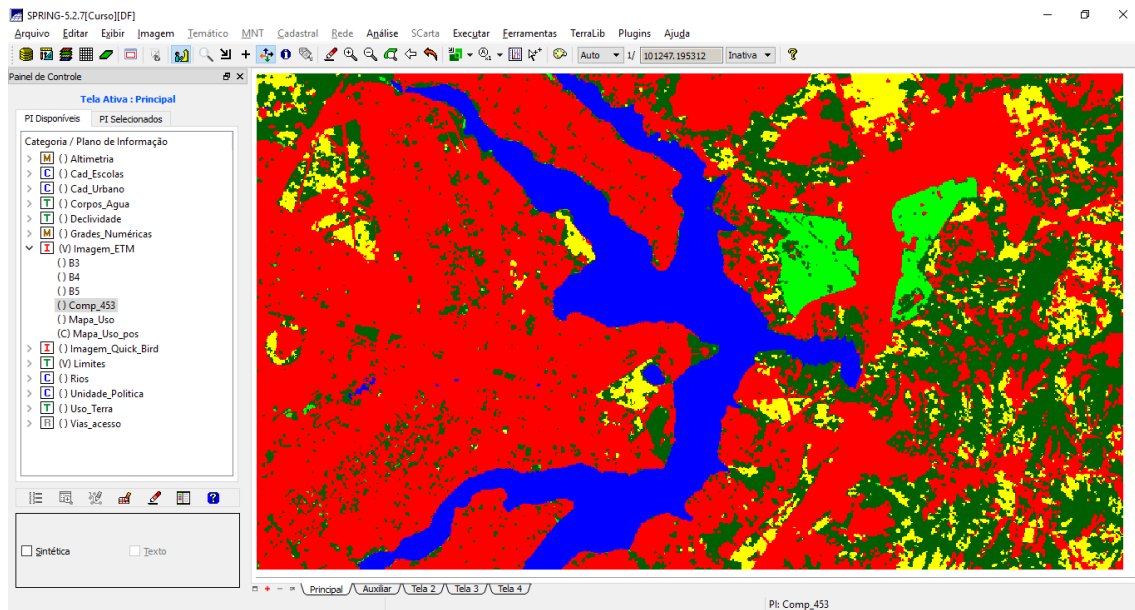 SPRING-5.2.7[Curso][DF]
Arquivo Editar Exibir Imagem Temático MNT Cadastral Rede Análise SCarta Executar Ferramentas TerraLib Plugins Ajuda
Auto 1/ 101247.195312 Inativa
Painel de Controle
Tela Ativa : Principal
PI Disponíveis PI Selecionados
Categoria / Plano de Informação
M () Altimetria
C () Cad_Escolas
C () Cad_Urbano
T () Corpos_Agua
T () Declividade
M () Grades_Numéricas
I (V) Imagem_ETM
() B3
() B4
() B5
() Comp_453
() Mapa_Uso
(C) Mapa_Uso_pos
I () Imagem_Quick_Bird
T (V) Limites
C () Rios
C () Unidade_Politica
T () Uso_Terra
R () Vias_acesso
Sintética Texto
Principal Auxiliar Tela 2 Tela 3 Tela 4
PI: Comp_453